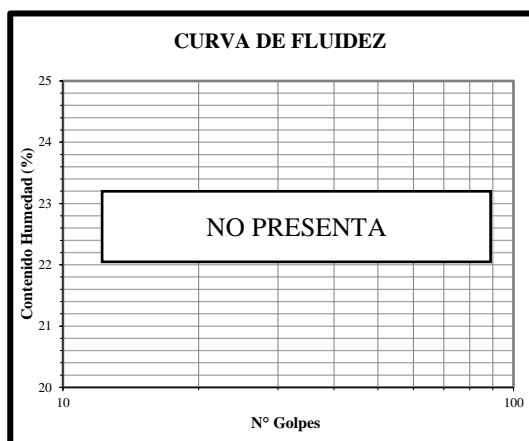 CURVA DE FLUIDEZ
Contenido Humedad (%)
25
24
23
22
21
20
NO PRESENTA
10
100
N° Golpes